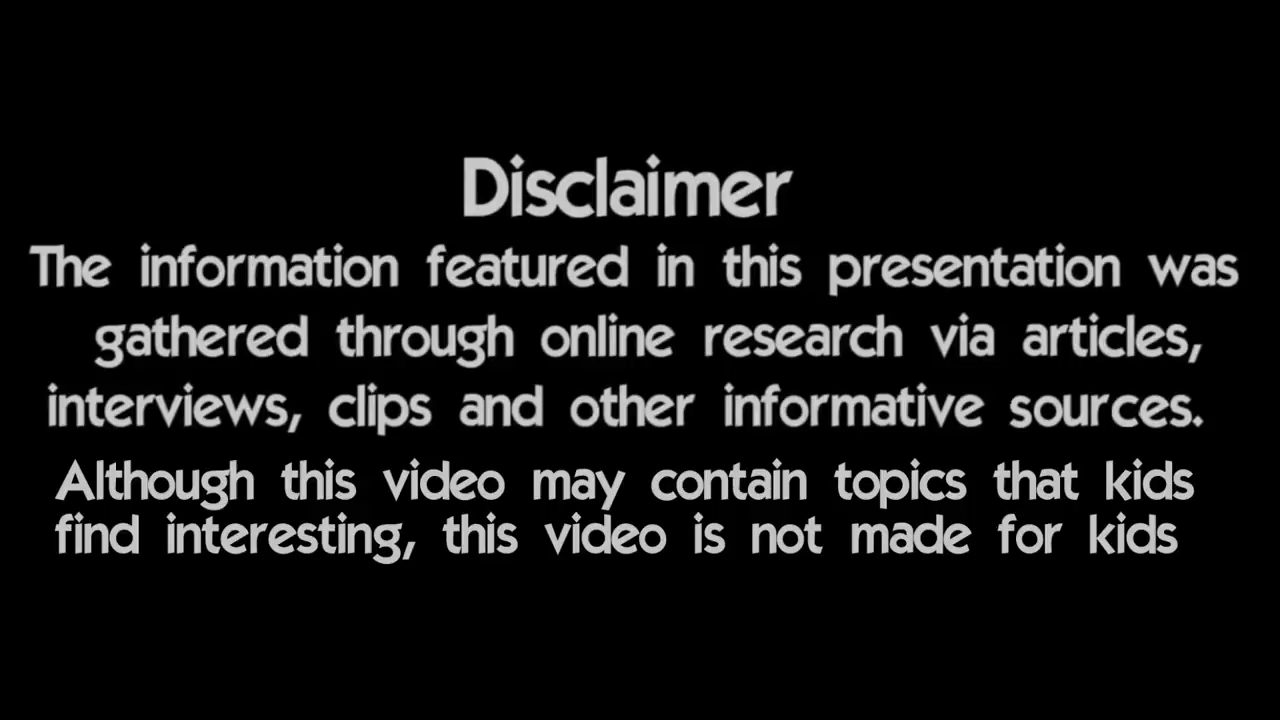 Disclaimer
The information featured in this presentation was
gathered through online research via articles,
interviews, clips and other informative sources.
Although this video may contain topics that kids
find interesting, this video is not made for kids